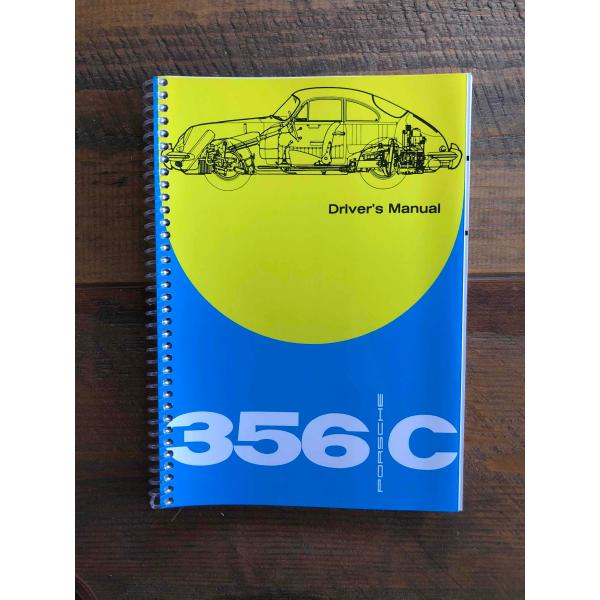 Driver's Manual
356 C
PORSCHE